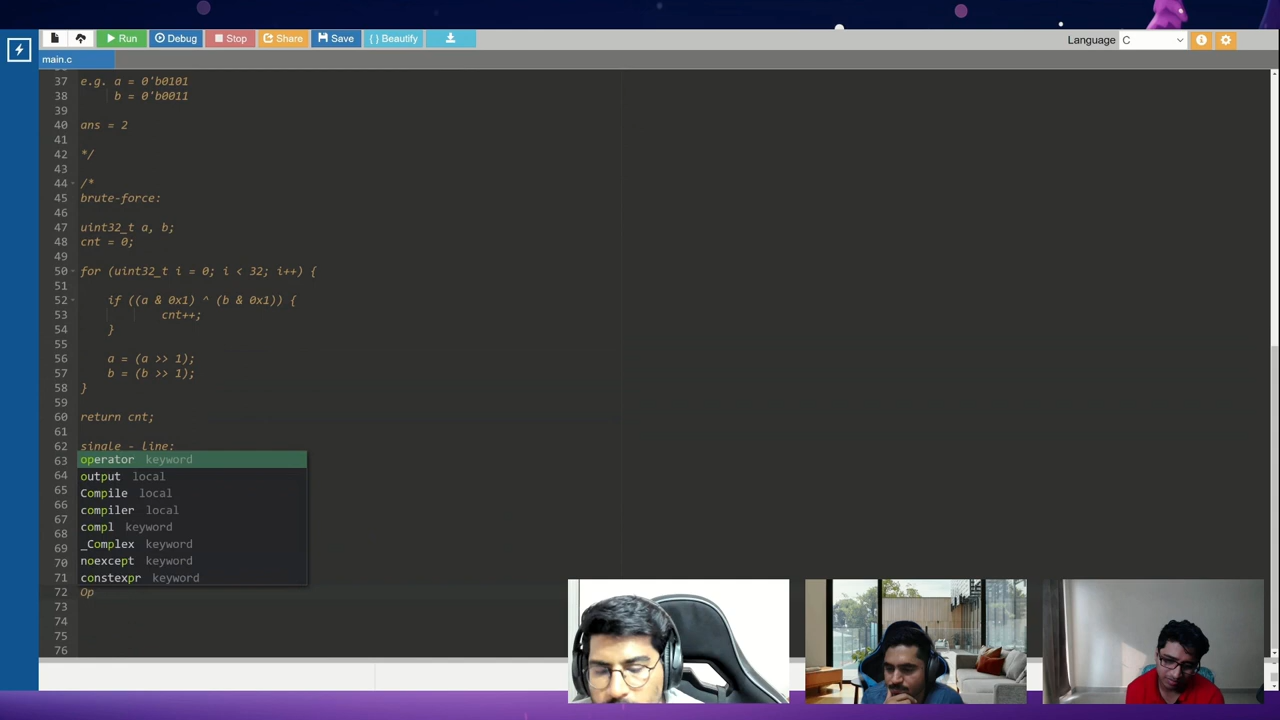 Run Debug Stop Share Save { } Beautify Language C
main.c
37 e.g. a = 0'b0101
38 b = 0'b0011
39
40 ans = 2
41
42 */
43
44 /*
45 brute-force:
46
47 uint32_t a, b;
48 cnt = 0;
49
50 for (uint32_t i = 0; i < 32; i++) {
51
52 if ((a & 0x1) ^ (b & 0x1)) {
53 cnt++;
54 }
55
56 a = (a >> 1);
57 b = (b >> 1);
58 }
59
60 return cnt;
61
62 single - line:
63 operator keyword
64 output local
65 Compile local
66 compiler local
67 compl keyword
68
69 _Complex keyword
70 noexcept keyword
71 constexpr keyword
72 Op
73
74
75
76